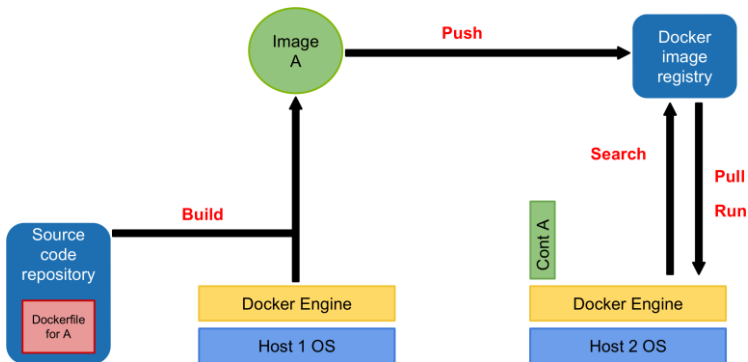 Image
A
Push
Docker
image
registry
Search
Pull
Run
Build
Cont A
Source
code
repository
Dockerfile
for A
Docker Engine
Host 1 OS
Docker Engine
Host 2 OS